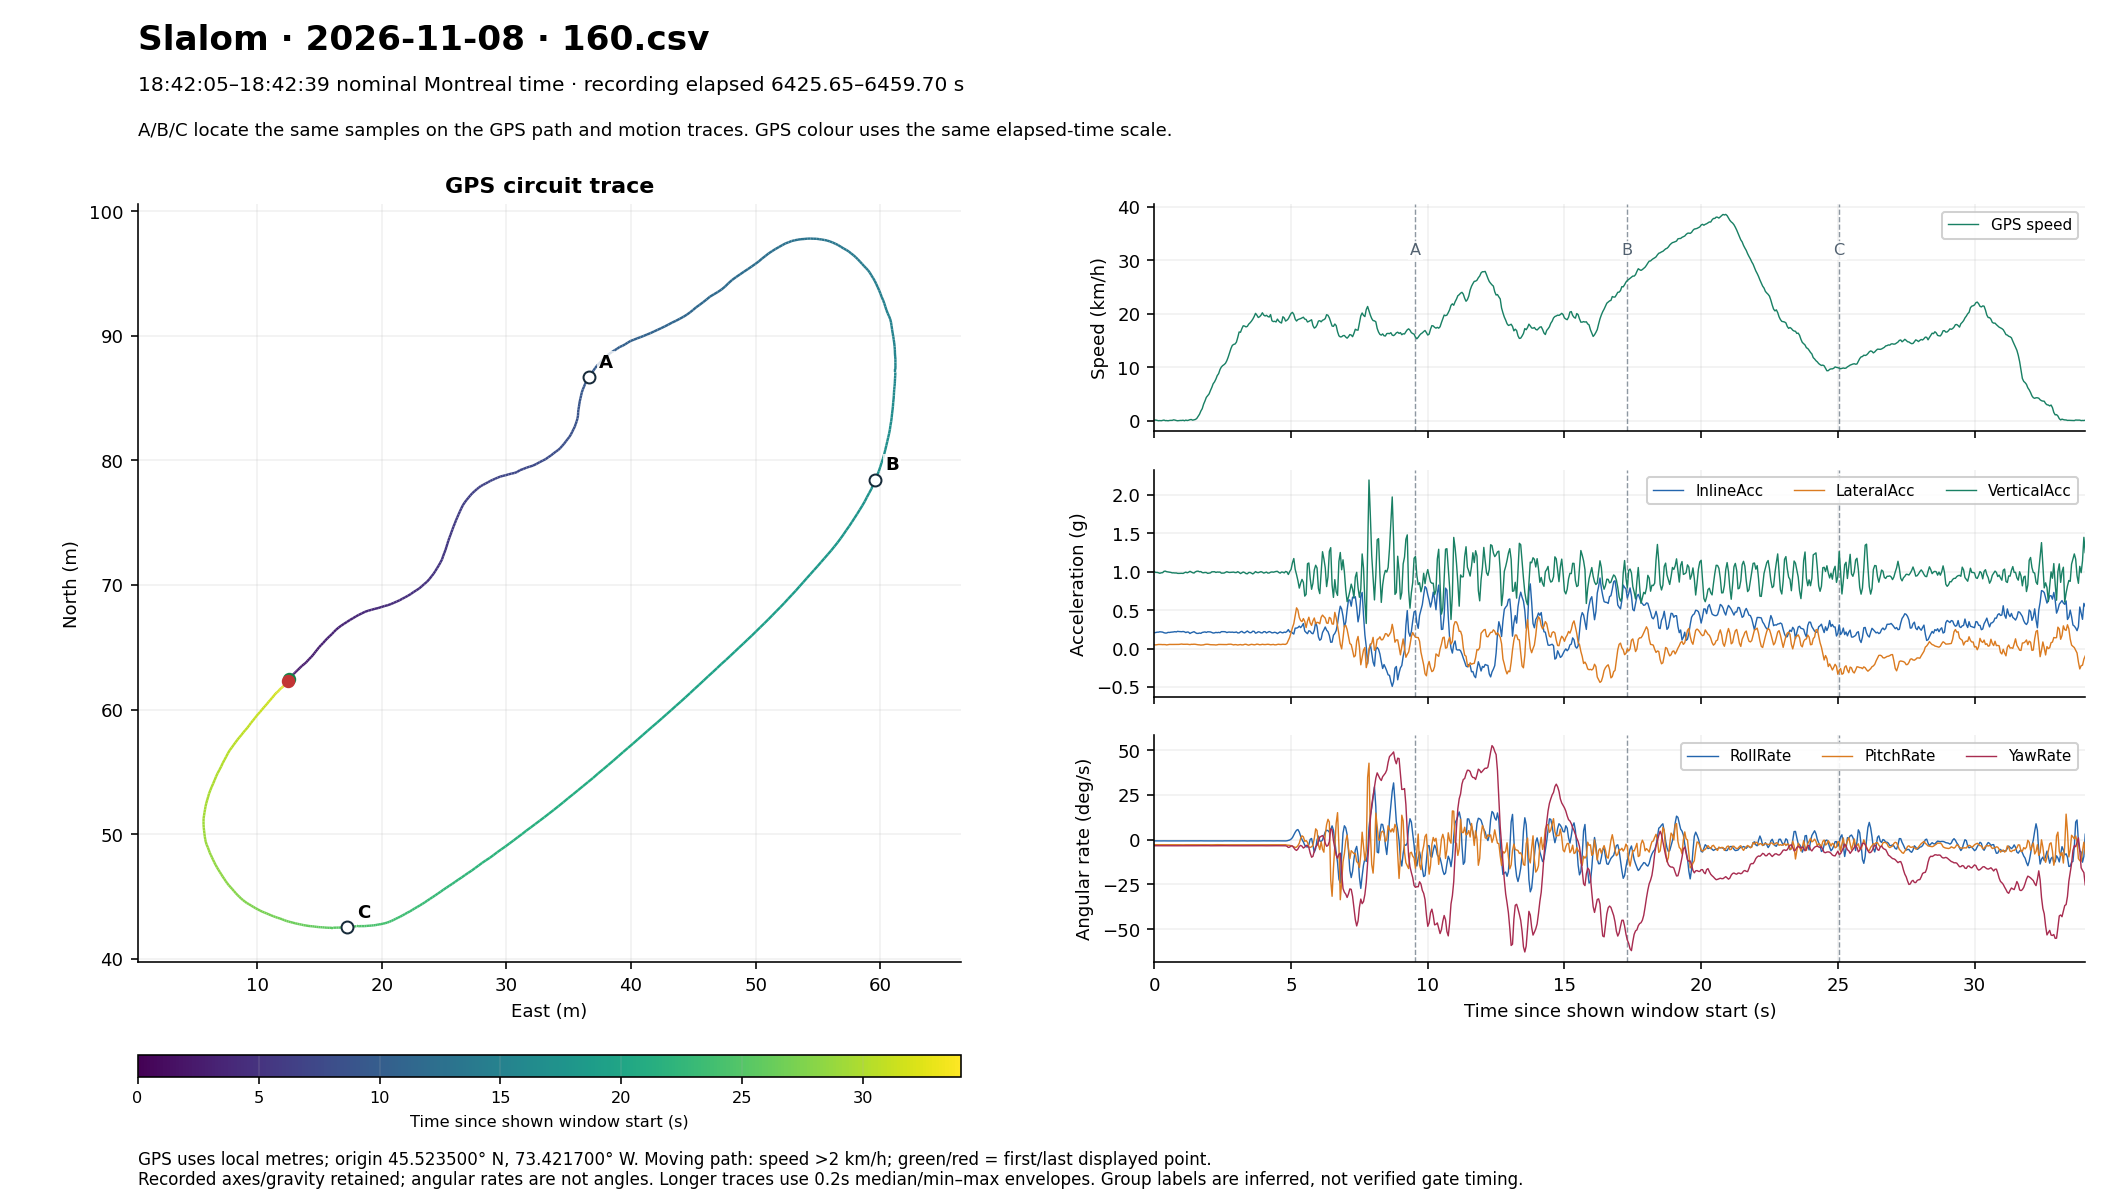 Slalom · 2026-11-08 · 160.csv
18:42:05–18:42:39 nominal Montreal time · recording elapsed 6425.65–6459.70 s
A/B/C locate the same samples on the GPS path and motion traces. GPS colour uses the same elapsed-time scale.
GPS circuit trace
100
90
80
70
60
50
40
North (m)
A
B
C
10 20 30 40 50 60
East (m)
0 5 10 15 20 25 30
Time since shown window start (s)
40
30
20
10
0
Speed (km/h)
GPS speed
A B C
2.0
1.5
1.0
0.5
0.0
−0.5
Acceleration (g)
InlineAcc LateralAcc VerticalAcc
50
25
0
−25
−50
Angular rate (deg/s)
RollRate PitchRate YawRate
0 5 10 15 20 25 30
Time since shown window start (s)
GPS uses local metres; origin 45.523500° N, 73.421700° W. Moving path: speed >2 km/h; green/red = first/last displayed point.
Recorded axes/gravity retained; angular rates are not angles. Longer traces use 0.2s median/min–max envelopes. Group labels are inferred, not verified gate timing.